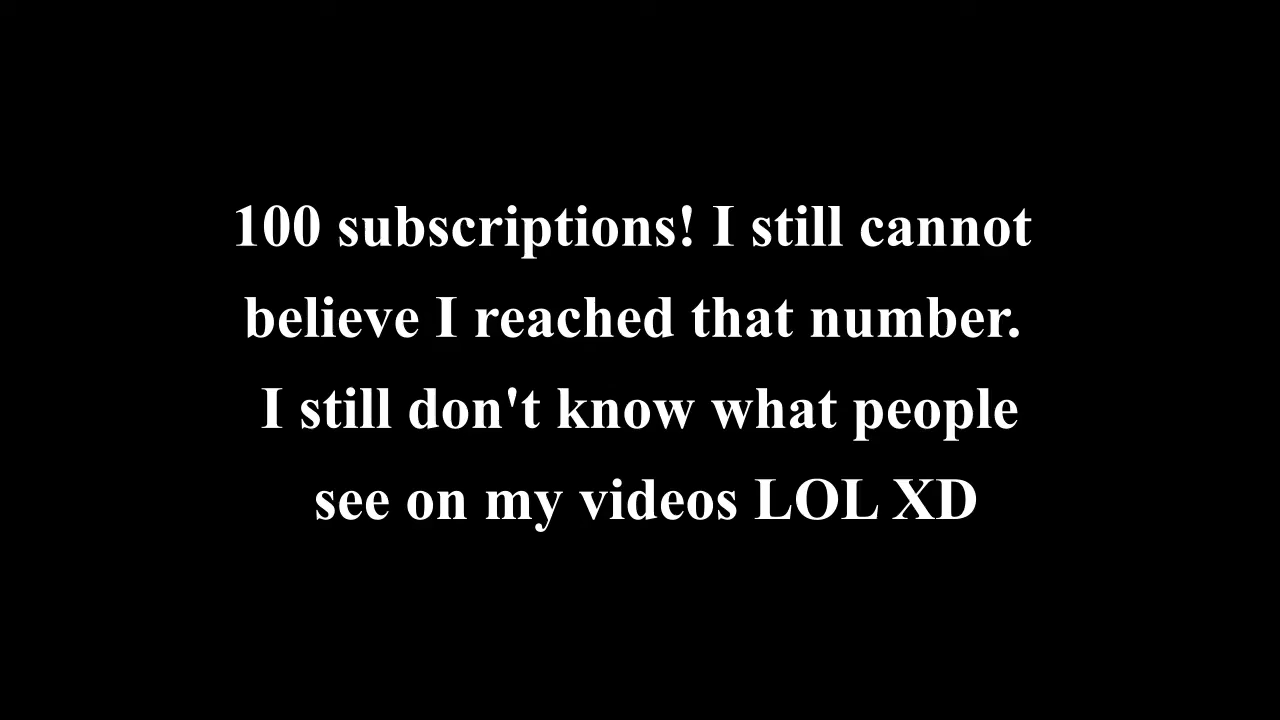 100 subscriptions! I still cannot
believe I reached that number.
I still don't know what people
see on my videos LOL XD